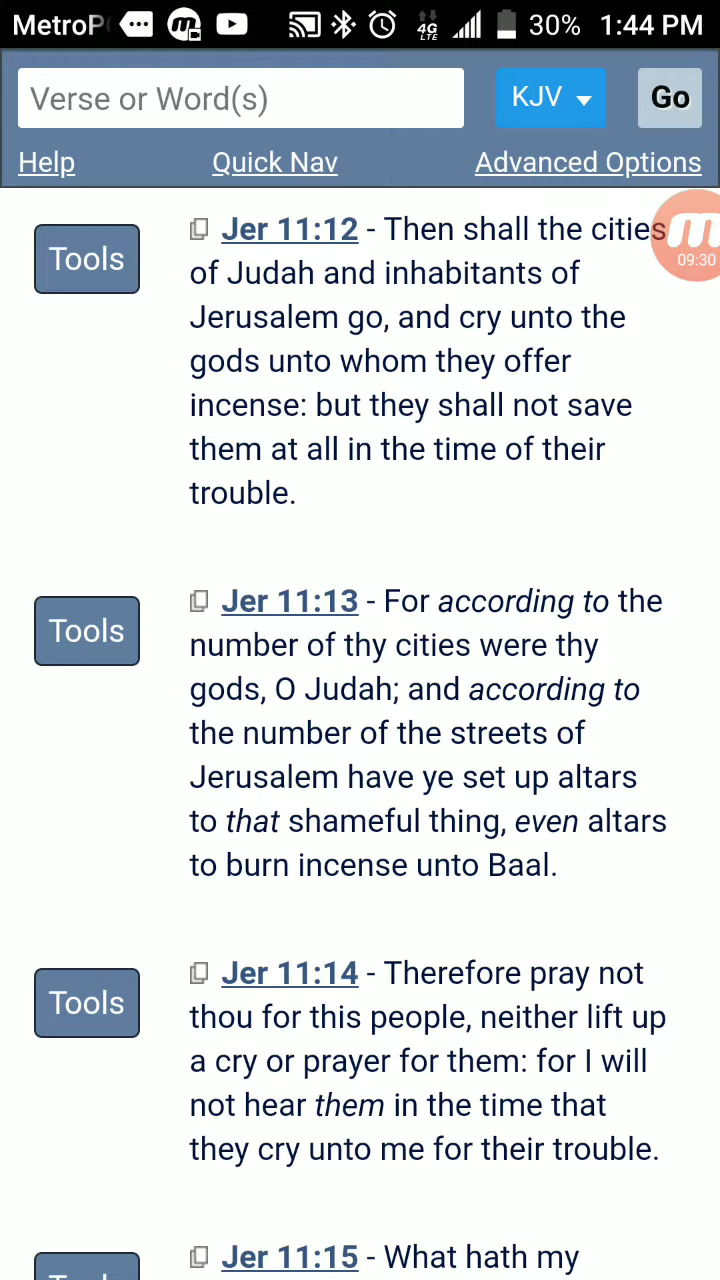 MetroP 4G LTE 30% 1:44 PM
Verse or Word(s) KJV Go
Help Quick Nav Advanced Options
09:30
Tools
Jer 11:12 - Then shall the cities
of Judah and inhabitants of
Jerusalem go, and cry unto the
gods unto whom they offer
incense: but they shall not save
them at all in the time of their
trouble.
Tools
Jer 11:13 - For according to the
number of thy cities were thy
gods, O Judah; and according to
the number of the streets of
Jerusalem have ye set up altars
to that shameful thing, even altars
to burn incense unto Baal.
Tools
Jer 11:14 - Therefore pray not
thou for this people, neither lift up
a cry or prayer for them: for I will
not hear them in the time that
they cry unto me for their trouble.
Tools
Jer 11:15 - What hath my